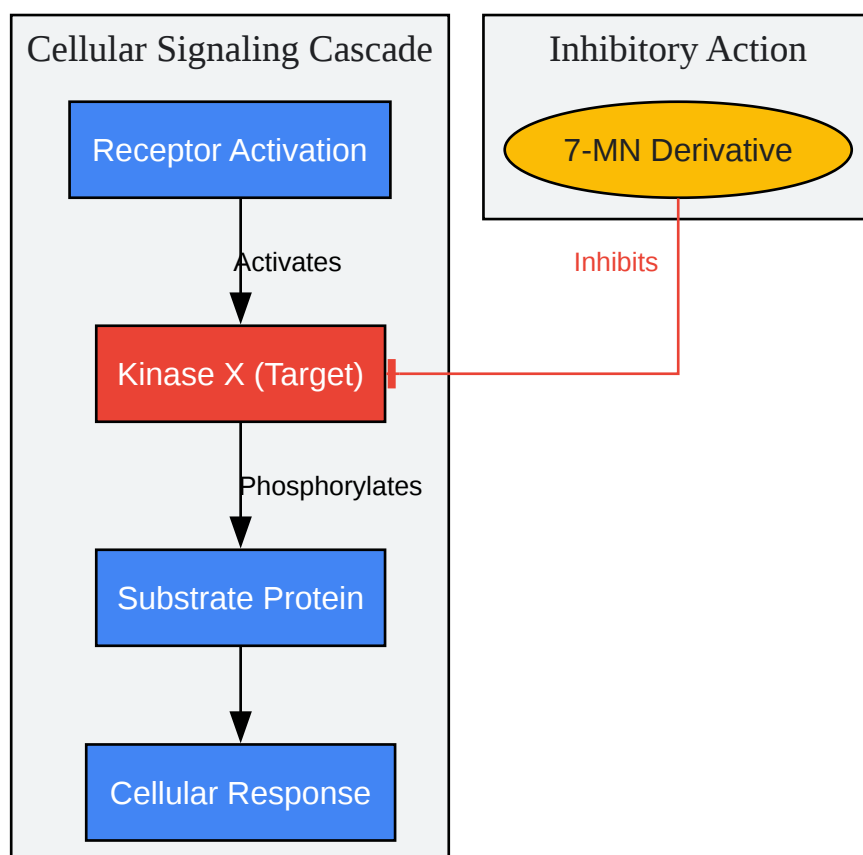 Cellular Signaling Cascade
Receptor Activation
Activates
Kinase X (Target)
Phosphorylates
Substrate Protein
Cellular Response
Inhibitory Action
7-MN Derivative
Inhibits